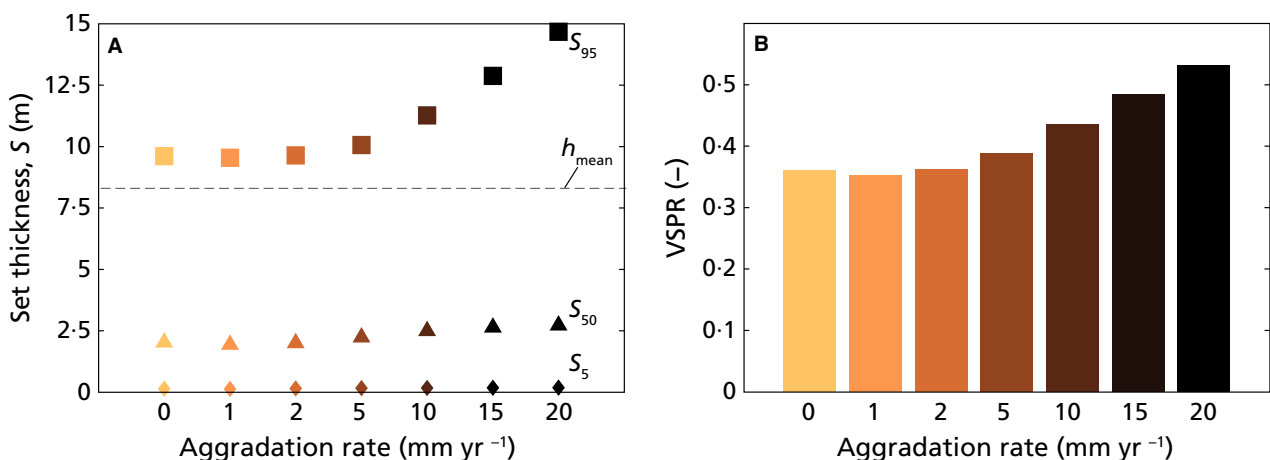 A
15
12·5
10
7·5
5
2·5
0
Set thickness, S (m)
S95
hmean
S50
S5
0 1 2 5 10 15 20
Aggradation rate (mm yr ⁻¹)
B
0·5
0·4
0·3
0·2
0·1
0
VSPR (–)
0 1 2 5 10 15 20
Aggradation rate (mm yr ⁻¹)